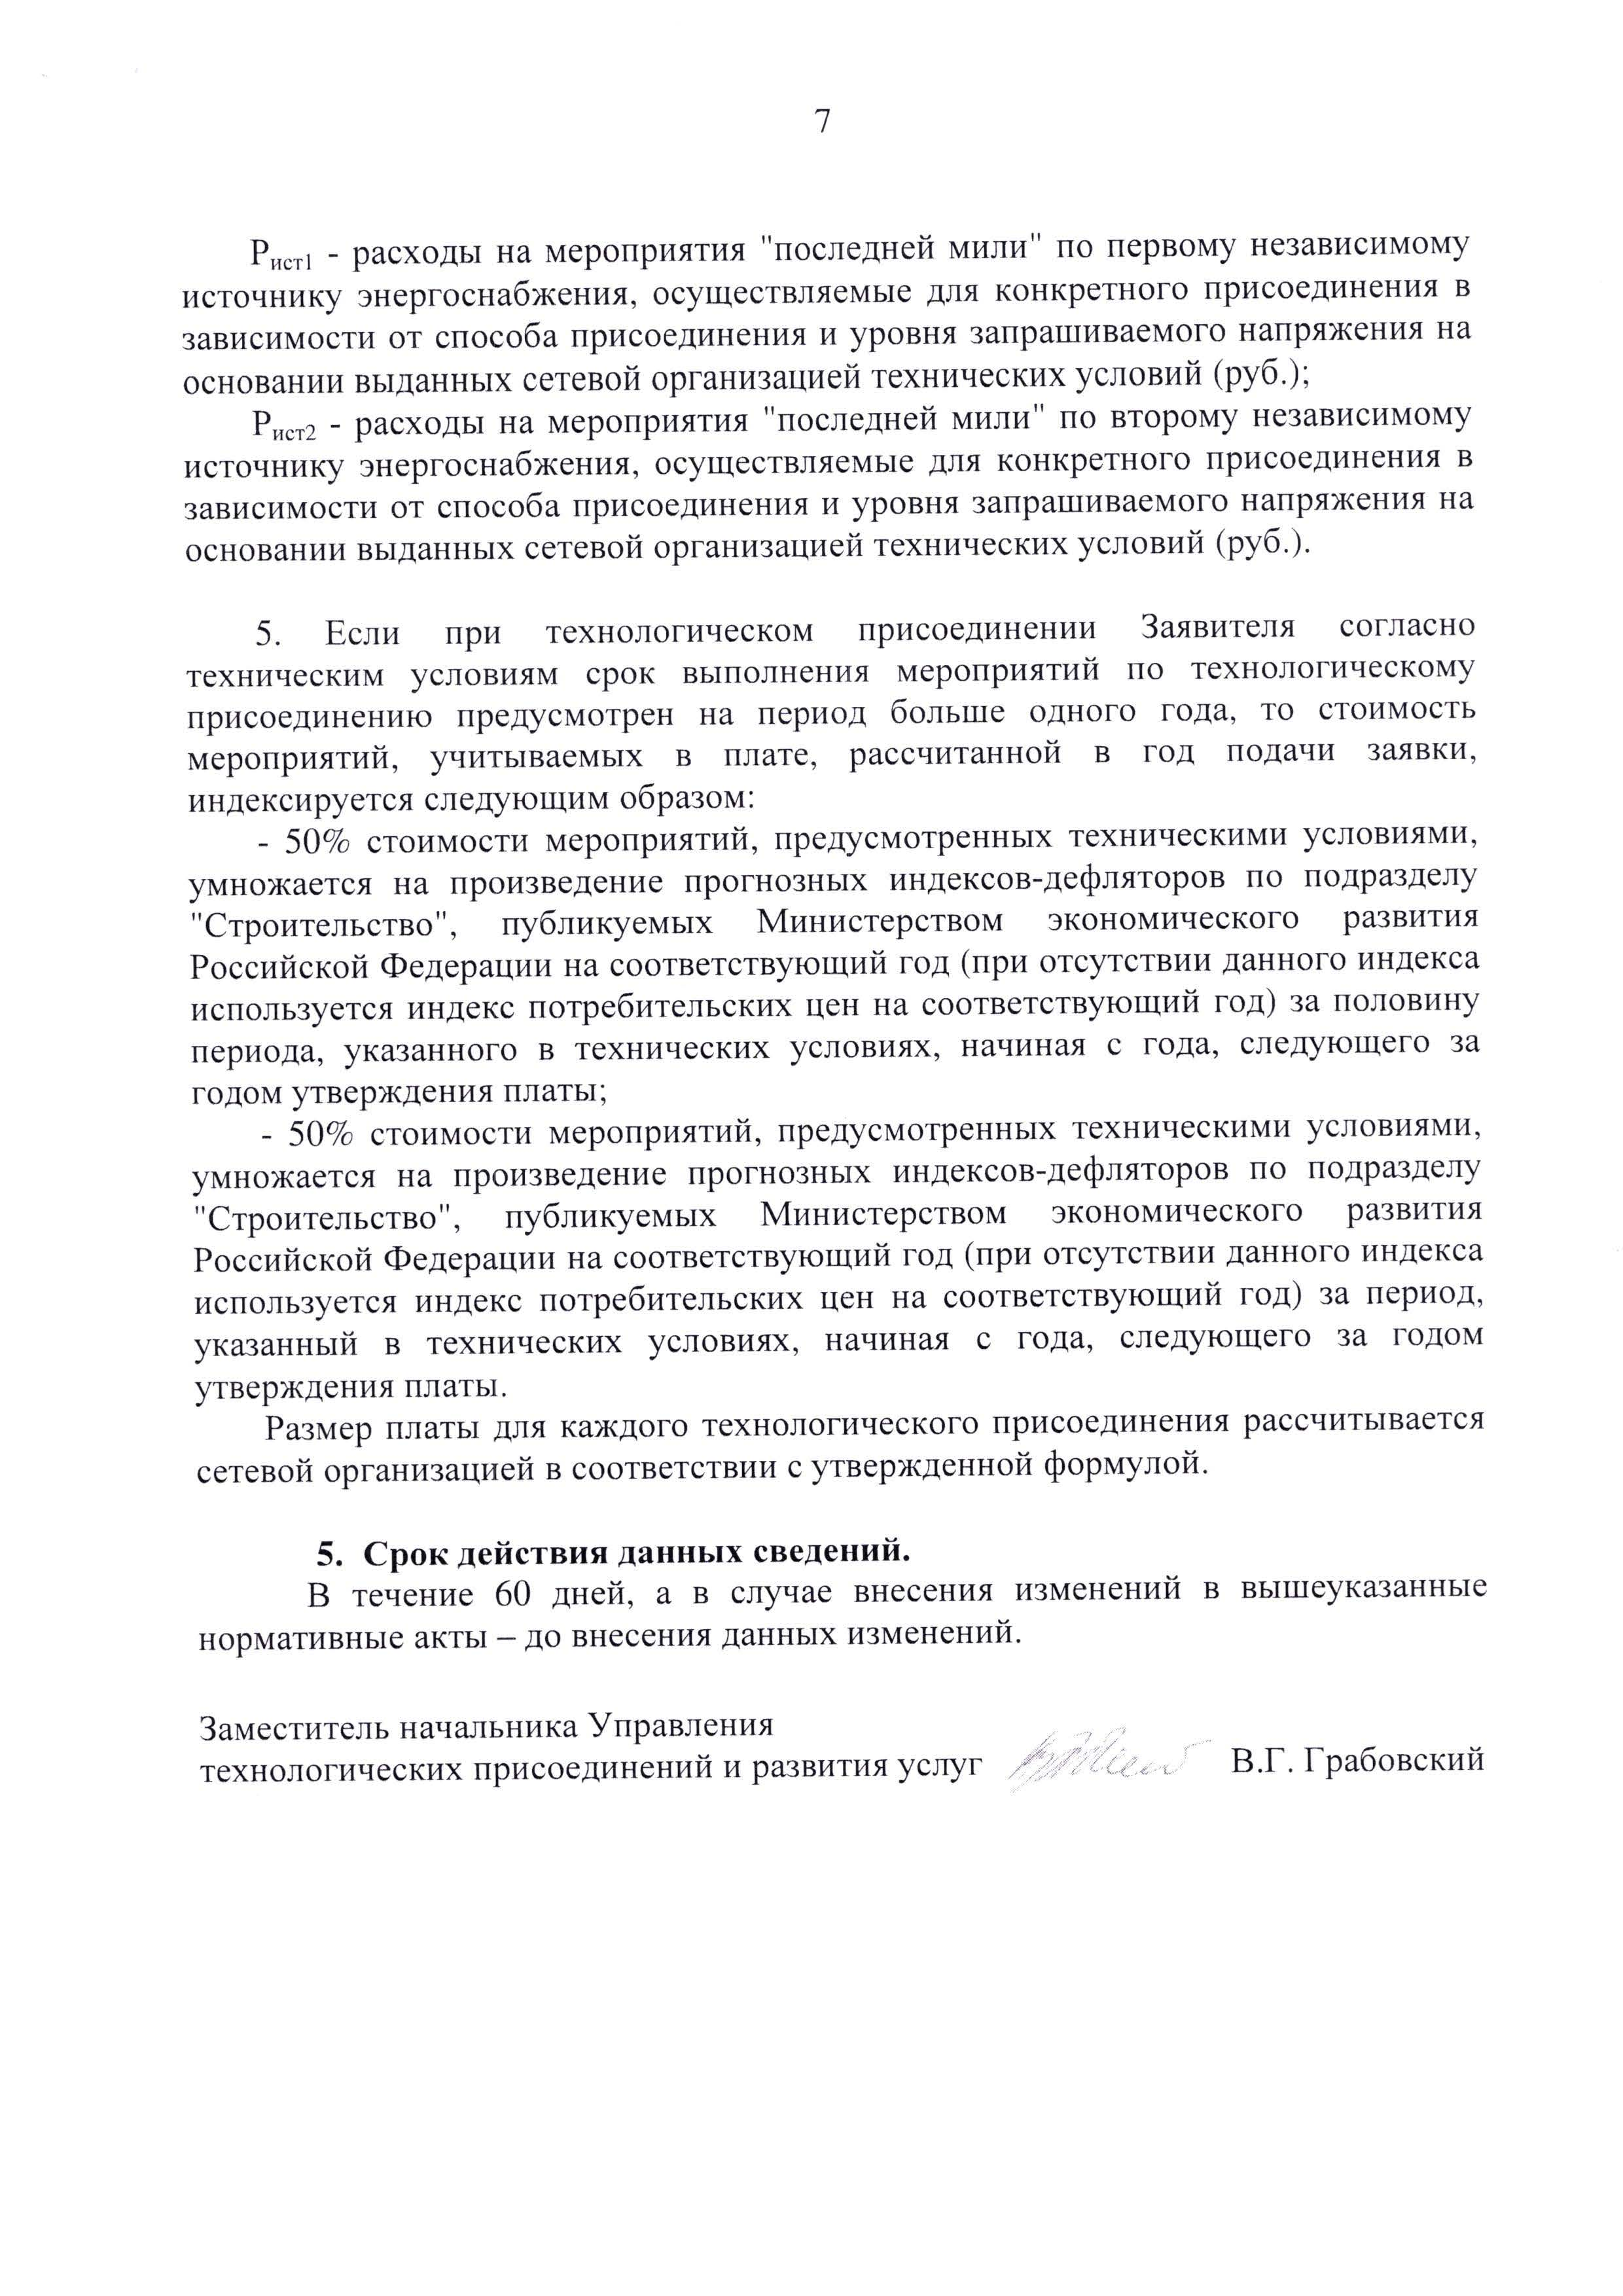 7
Рист1 - расходы на мероприятия "последней мили" по первому независимому
источнику энергоснабжения, осуществляемые для конкретного присоединения в
зависимости от способа присоединения и уровня запрашиваемого напряжения на
основании выданных сетевой организацией технических условий (руб.);
Рист2 - расходы на мероприятия "последней мили" по второму независимому
источнику энергоснабжения, осуществляемые для конкретного присоединения в
зависимости от способа присоединения и уровня запрашиваемого напряжения на
основании выданных сетевой организацией технических условий (руб.).
5. Если при технологическом присоединении Заявителя согласно
техническим условиям срок выполнения мероприятий по технологическому
присоединению предусмотрен на период больше одного года, то стоимость
мероприятий, учитываемых в плате, рассчитанной в год подачи заявки,
индексируется следующим образом:
- 50% стоимости мероприятий, предусмотренных техническими условиями,
умножается на произведение прогнозных индексов-дефляторов по подразделу
"Строительство", публикуемых Министерством экономического развития
Российской Федерации на соответствующий год (при отсутствии данного индекса
используется индекс потребительских цен на соответствующий год) за половину
периода, указанного в технических условиях, начиная с года, следующего за
годом утверждения платы;
- 50% стоимости мероприятий, предусмотренных техническими условиями,
умножается на произведение прогнозных индексов-дефляторов по подразделу
"Строительство", публикуемых Министерством экономического развития
Российской Федерации на соответствующий год (при отсутствии данного индекса
используется индекс потребительских цен на соответствующий год) за период,
указанный в технических условиях, начиная с года, следующего за годом
утверждения платы.
Размер платы для каждого технологического присоединения рассчитывается
сетевой организацией в соответствии с утвержденной формулой.
5. Срок действия данных сведений.
В течение 60 дней, а в случае внесения изменений в вышеуказанные
нормативные акты – до внесения данных изменений.
Заместитель начальника Управления
технологических присоединений и развития услуг В.Г. Грабовский